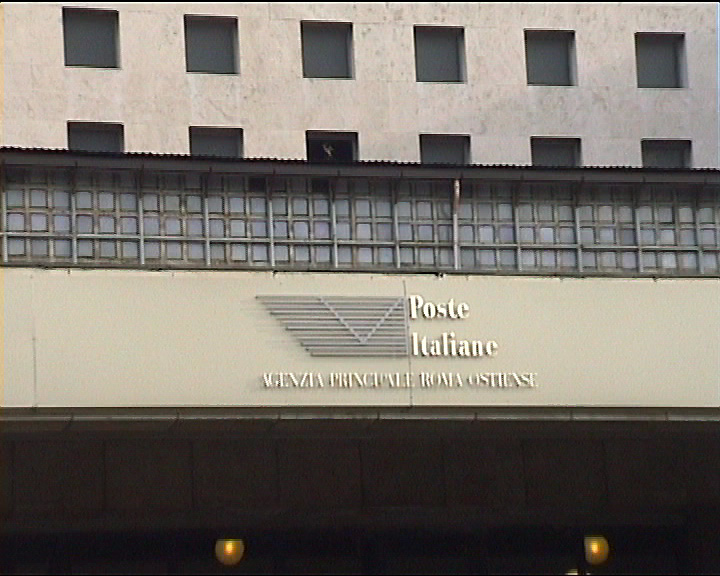 Poste
Italiane
AGENZIA PRINCIPALE ROMA OSTIENSE